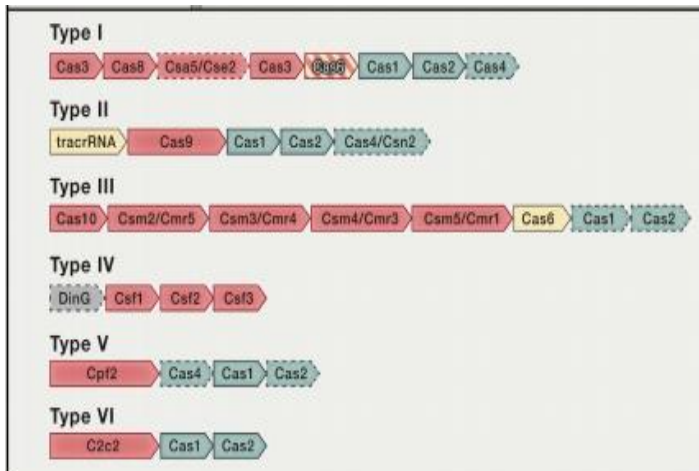 Type I
Cas3 Cas8 Csa5/Cse2 Cas3 Cas6 Cas1 Cas2 Cas4
Type II
tracrRNA Cas9 Cas1 Cas2 Cas4/Csn2
Type III
Cas10 Csm2/Cmr5 Csm3/Cmr4 Csm4/Cmr3 Csm5/Cmr1 Cas6 Cas1 Cas2
Type IV
DinG Csf1 Csf2 Csf3
Type V
Cpf2 Cas4 Cas1 Cas2
Type VI
C2c2 Cas1 Cas2